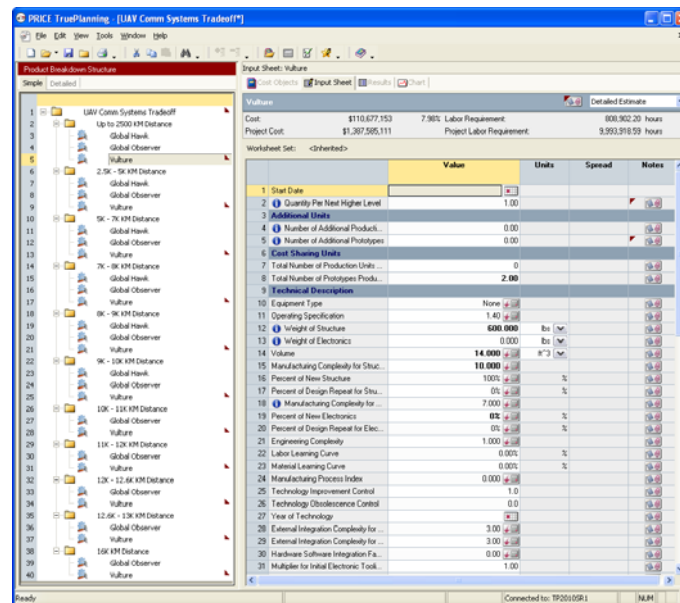 PRICE TruePlanning - [UAV Comm Systems Tradeoff*]
File Edit View Tools Window Help
Product Breakdown Structure
Simple Detailed
1 UAV Comm Systems Tradeoff
2 Up to 2500 KM Distance
3 Global Hawk
4 Global Observer
5 Vulture
6 2.5K - 5K KM Distance
7 Global Hawk
8 Global Observer
9 Vulture
10 5K - 7K KM Distance
11 Global Hawk
12 Global Observer
13 Vulture
14 7K - 8K KM Distance
15 Global Hawk
16 Global Observer
17 Vulture
18 8K - 9K KM Distance
19 Global Hawk
20 Global Observer
21 Vulture
22 9K - 10K KM Distance
23 Global Hawk
24 Global Observer
25 Vulture
26 10K - 11K KM Distance
27 Global Observer
28 Vulture
29 11K - 12K KM Distance
30 Global Observer
31 Vulture
32 12K - 12.6K KM Distance
33 Global Observer
34 Vulture
35 12.6K - 13K KM Distance
36 Global Observer
37 Vulture
38 16KM Distance
39 Global Observer
40 Vulture
Input Sheet: Vulture
Cost Objects Input Sheet Results Chart
Vulture Detailed Estimate
Cost: $110,677,153 7.98% Labor Requirement: 808,902.20 hours
Project Cost: $1,387,585,111 Project Labor Requirement: 9,993,918.59 hours
Worksheet Set: <Inherited>
Value Units Spread Notes
1 Start Date
2 Quantity Per Next Higher Level 1.00
3 Additional Units
4 Number of Additional Producti... 0.00
5 Number of Additional Prototypes 0.00
6 Cost Sharing Units
7 Total Number of Production Units ... 0
8 Total Number of Prototypes Produ... 2.00
9 Technical Description
10 Equipment Type None
11 Operating Specification 1.40
12 Weight of Structure 600.000 lbs
13 Weight of Electronics 0.000 lbs
14 Volume 14.000 ft^3
15 Manufacturing Complexity for Struc... 10.000
16 Percent of New Structure 100% %
17 Percent of Design Repeat for Stru... 0% %
18 Manufacturing Complexity for ... 7.000
19 Percent of New Electronics 0% %
20 Percent of Design Repeat for Elec... 0% %
21 Engineering Complexity 1.000
22 Labor Learning Curve 0.00% %
23 Material Learning Curve 0.00% %
24 Manufacturing Process Index 0.000
25 Technology Improvement Control 1.0
26 Technology Obsolescence Control 0.0
27 Year of Technology
28 External Integration Complexity for ... 3.00
29 External Integration Complexity for ... 3.00
30 Hardware Software Integration Fa... 0.00
31 Multiplier for Initial Electronic Tooli... 1.00
Ready Connected to: TP2010SR1 NUM